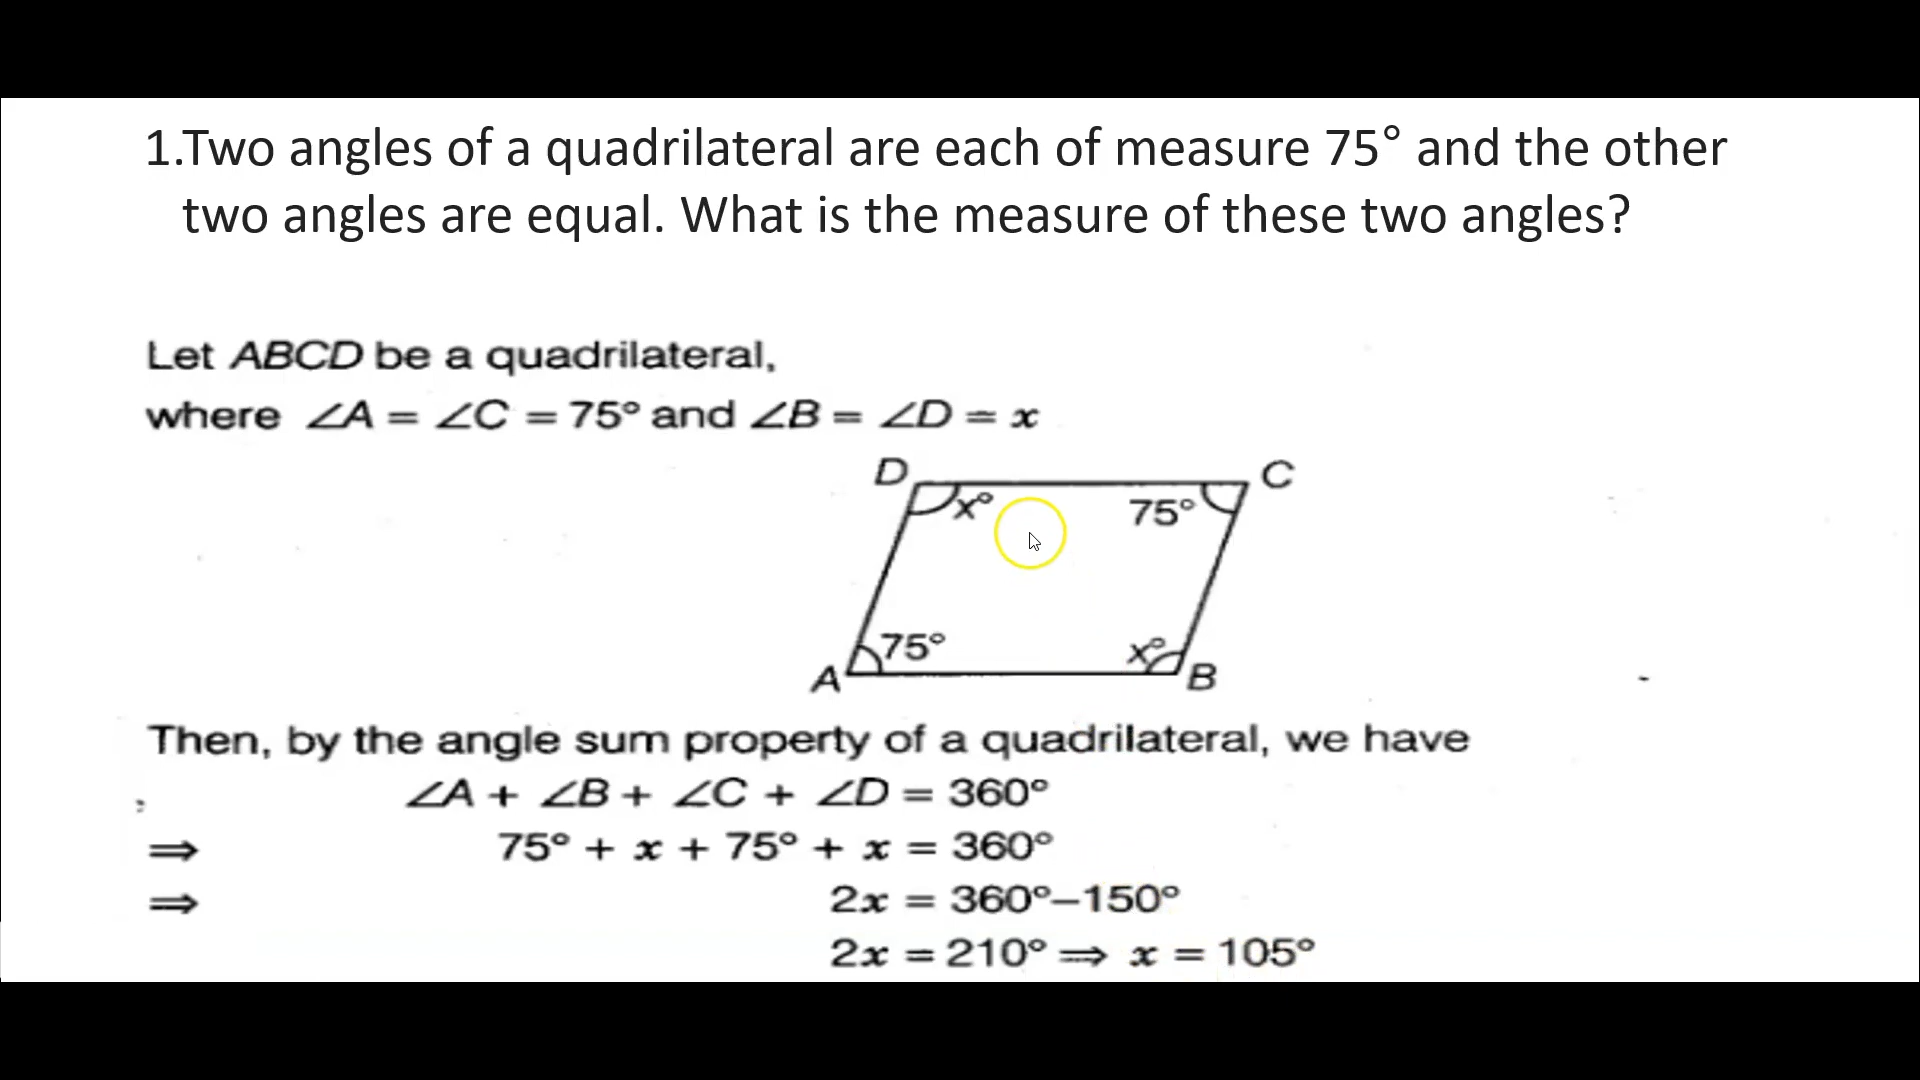 1.Two angles of a quadrilateral are each of measure 75° and the other
two angles are equal. What is the measure of these two angles?
Let ABCD be a quadrilateral,
where ∠A = ∠C = 75° and ∠B = ∠D = x
D C
x° 75°
75° x°
A B
Then, by the angle sum property of a quadrilateral, we have
∠A + ∠B + ∠C + ∠D = 360°
⇒ 75° + x + 75° + x = 360°
⇒ 2x = 360°–150°
2x = 210° ⇒ x = 105°